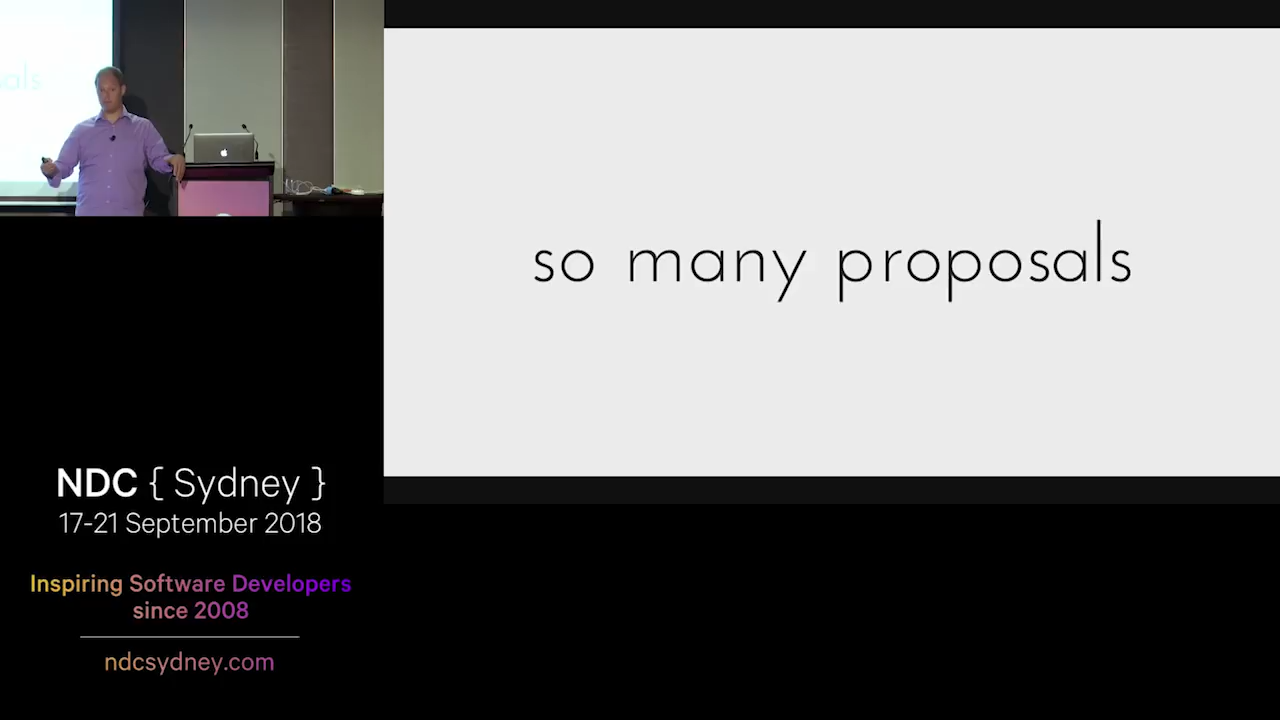 so many proposals
NDC { Sydney }
17-21 September 2018
Inspiring Software Developers
since 2008
ndcsydney.com